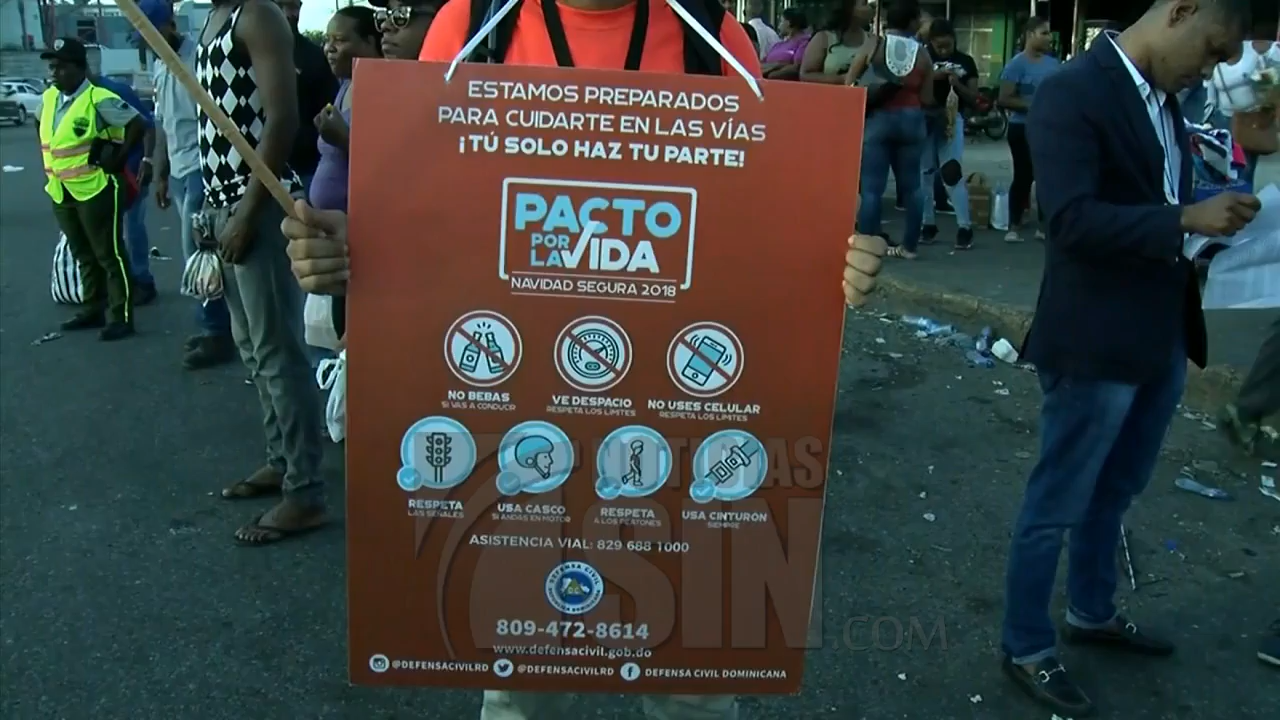 ESTAMOS PREPARADOS
PARA CUIDARTE EN LAS VÍAS
¡TÚ SOLO HAZ TU PARTE!
PACTO
POR
LA VIDA
NAVIDAD SEGURA 2018
NO BEBAS
SI VAS A CONDUCIR
VE DESPACIO
RESPETA LOS LIMITES
NO USES CELULAR
RESPETA LOS LIMITES
RESPETA
LAS SEÑALES
USA CASCO
SI ANDAS EN MOTOR
RESPETA
A LOS PEATONES
USA CINTURÓN
SIEMPRE
ASISTENCIA VIAL: 829 688 1000
DEFENSA CIVIL
809-472-8614
www.defensacivil.gob.do
@DEFENSACIVILRD @DEFENSACIVILRD DEFENSA CIVIL DOMINICANA
NOTICIAS
SIN
.COM